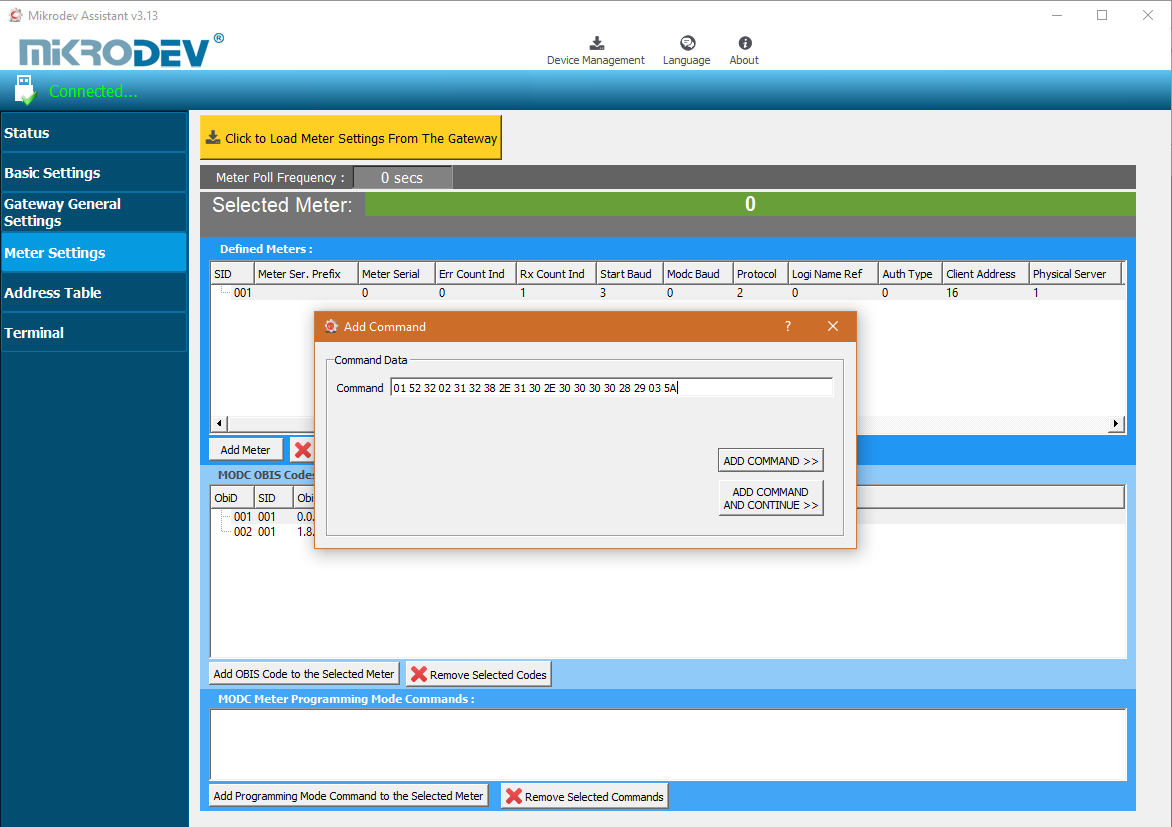 Mikrodev Assistant v3.13
MIKRODEV®
Device Management
Language
About
Connected...
Status
Basic Settings
Gateway General
Settings
Meter Settings
Address Table
Terminal
Click to Load Meter Settings From The Gateway
Meter Poll Frequency : 0 secs
Selected Meter: 0
Defined Meters :
SID Meter Ser. Prefix Meter Serial Err Count Ind Rx Count Ind Start Baud Modc Baud Protocol Logi Name Ref Auth Type Client Address Physical Server
001 0 0 1 3 0 2 0 0 16 1
Add Command ?
Command Data
Command 01 52 32 02 31 32 38 2E 31 30 2E 30 30 30 30 28 29 03 5A
ADD COMMAND >>
ADD COMMAND
AND CONTINUE >>
Add Meter
MODC OBIS Codes
ObiD SID Obi
001 001 0.0.
002 001 1.8.
Add OBIS Code to the Selected Meter
Remove Selected Codes
MODC Meter Programming Mode Commands :
Add Programming Mode Command to the Selected Meter
Remove Selected Commands